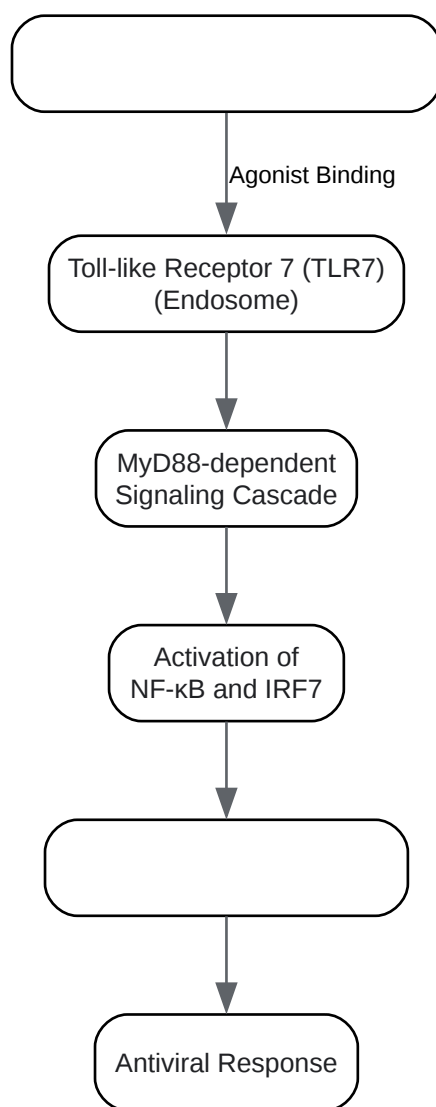 Agonist Binding
Toll-like Receptor 7 (TLR7)
(Endosome)
MyD88-dependent
Signaling Cascade
Activation of
NF-κB and IRF7
Antiviral Response